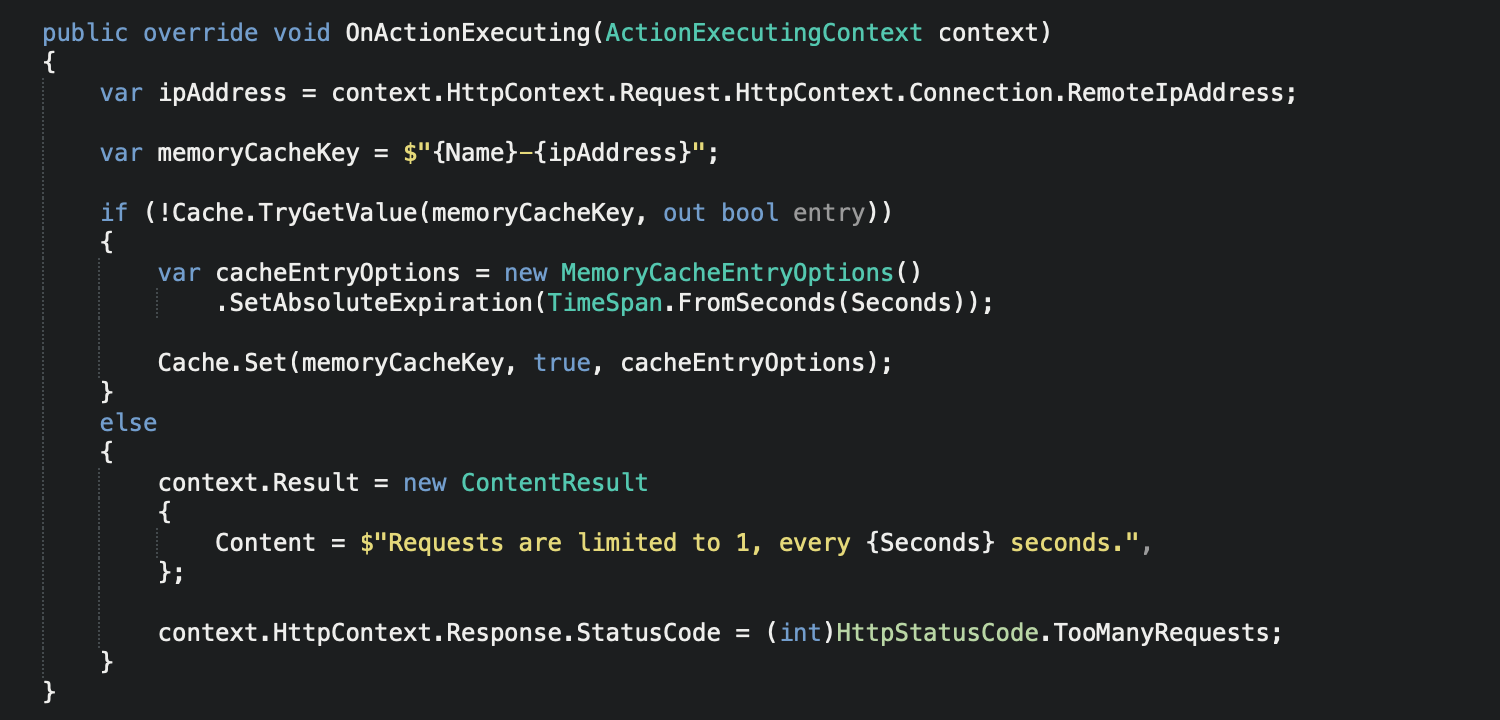 public override void OnActionExecuting(ActionExecutingContext context)
{
    var ipAddress = context.HttpContext.Request.HttpContext.Connection.RemoteIpAddress;
    var memoryCacheKey = $"{Name}-{ipAddress}";
    if (!Cache.TryGetValue(memoryCacheKey, out bool entry))
    {
        var cacheEntryOptions = new MemoryCacheEntryOptions()
            .SetAbsoluteExpiration(TimeSpan.FromSeconds(Seconds));
        Cache.Set(memoryCacheKey, true, cacheEntryOptions);
    }
    else
    {
        context.Result = new ContentResult
        {
            Content = $"Requests are limited to 1, every {Seconds} seconds.",
        };
        context.HttpContext.Response.StatusCode = (int)HttpStatusCode.TooManyRequests;
    }
}